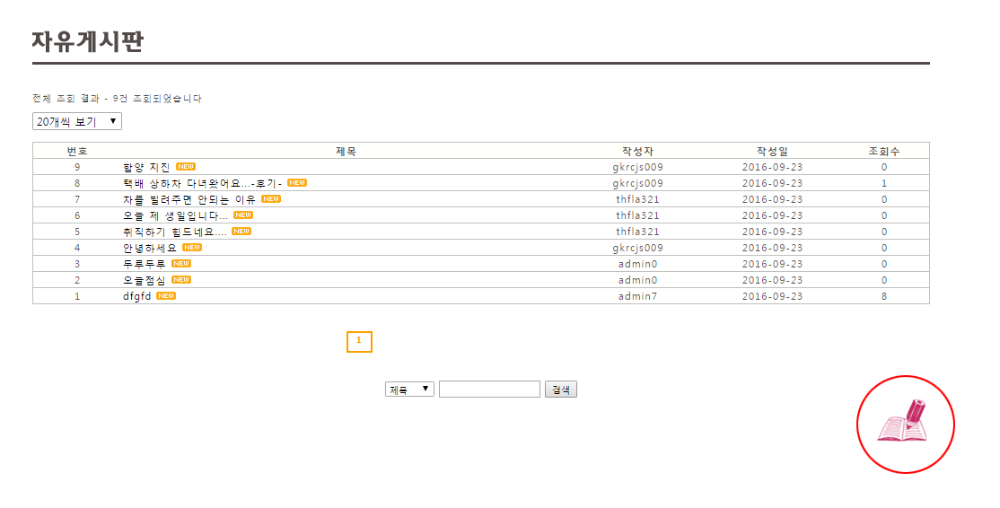 자유게시판
전체 조회 결과 - 9건 조회되었습니다
20개씩 보기 ▼
번호 제목 작성자 작성일 조회수
9 함양 지진 NEW gkrcjs009 2016-09-23 0
8 택배 상하차 다녀왔어요...-후기- NEW gkrcjs009 2016-09-23 1
7 차를 빌려주면 안되는 이유 NEW thfla321 2016-09-23 0
6 오늘 제 생일입니다... NEW thfla321 2016-09-23 0
5 취직하기 힘드네요.... NEW thfla321 2016-09-23 0
4 안녕하세요 NEW gkrcjs009 2016-09-23 0
3 두루두루 NEW admin0 2016-09-23 0
2 오늘점심 NEW admin0 2016-09-23 0
1 dfgfd NEW admin7 2016-09-23 8
1
제목 ▼ 검색